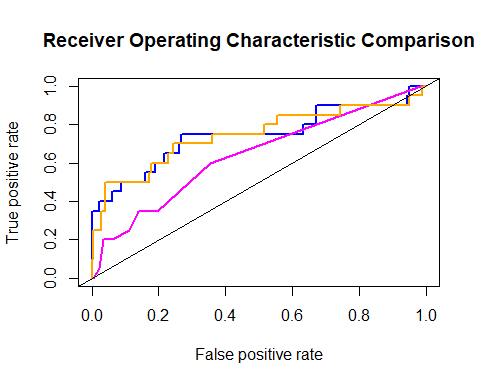 Receiver Operating Characteristic Comparison
True positive rate
1.0
0.8
0.6
0.4
0.2
0.0
0.0 0.2 0.4 0.6 0.8 1.0
False positive rate